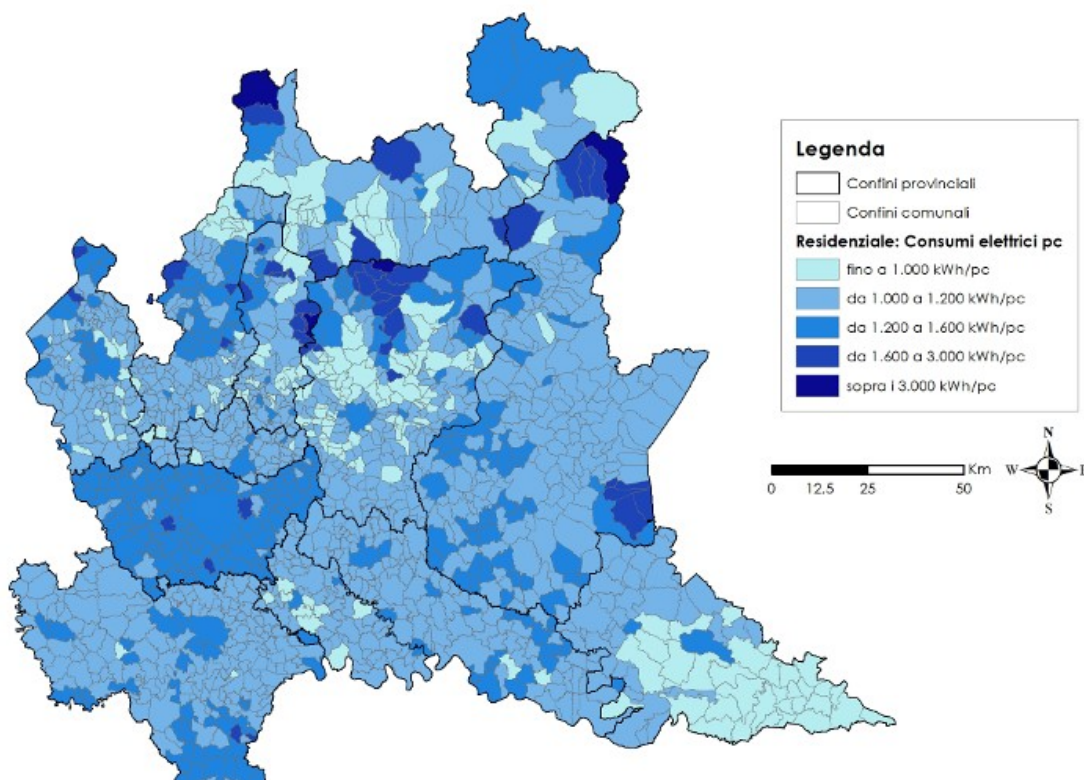 Legenda
Confini provinciali
Confini comunali
Residenziale: Consumi elettrici pc
fino a 1.000 kWh/pc
da 1.000 a 1.200 kWh/pc
da 1.200 a 1.600 kWh/pc
da 1.600 a 3.000 kWh/pc
sopra i 3.000 kWh/pc
N
Km
W
E
0 12,5 25 50
S